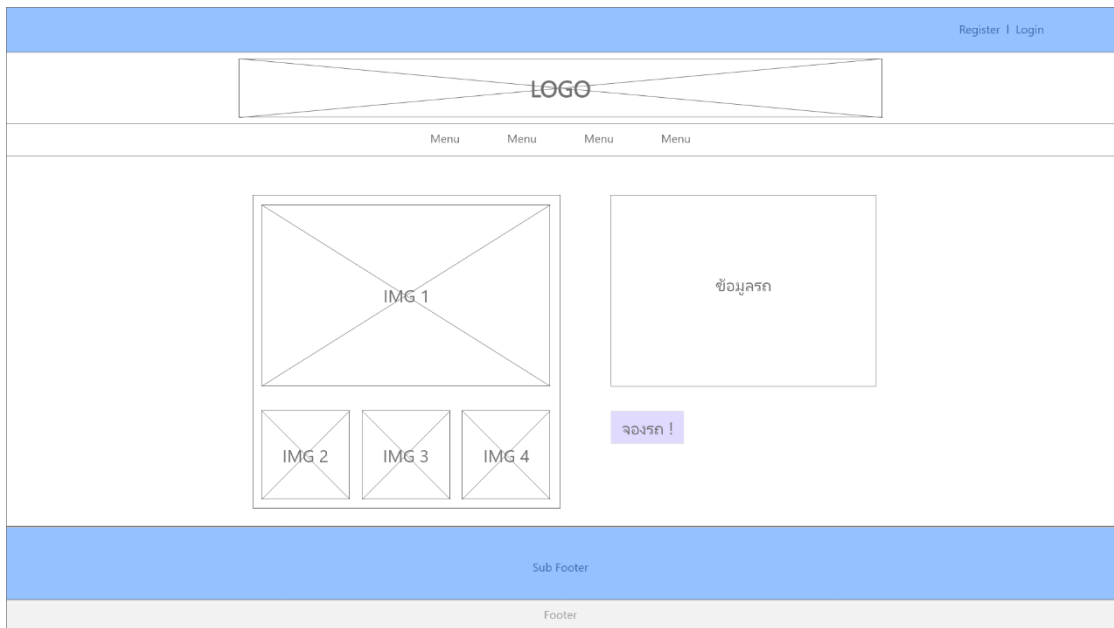 Register | Login
LOGO
Menu Menu Menu Menu
IMG 1
ข้อมูลรถ
IMG 2 IMG 3 IMG 4
จองรถ !
Sub Footer
Footer